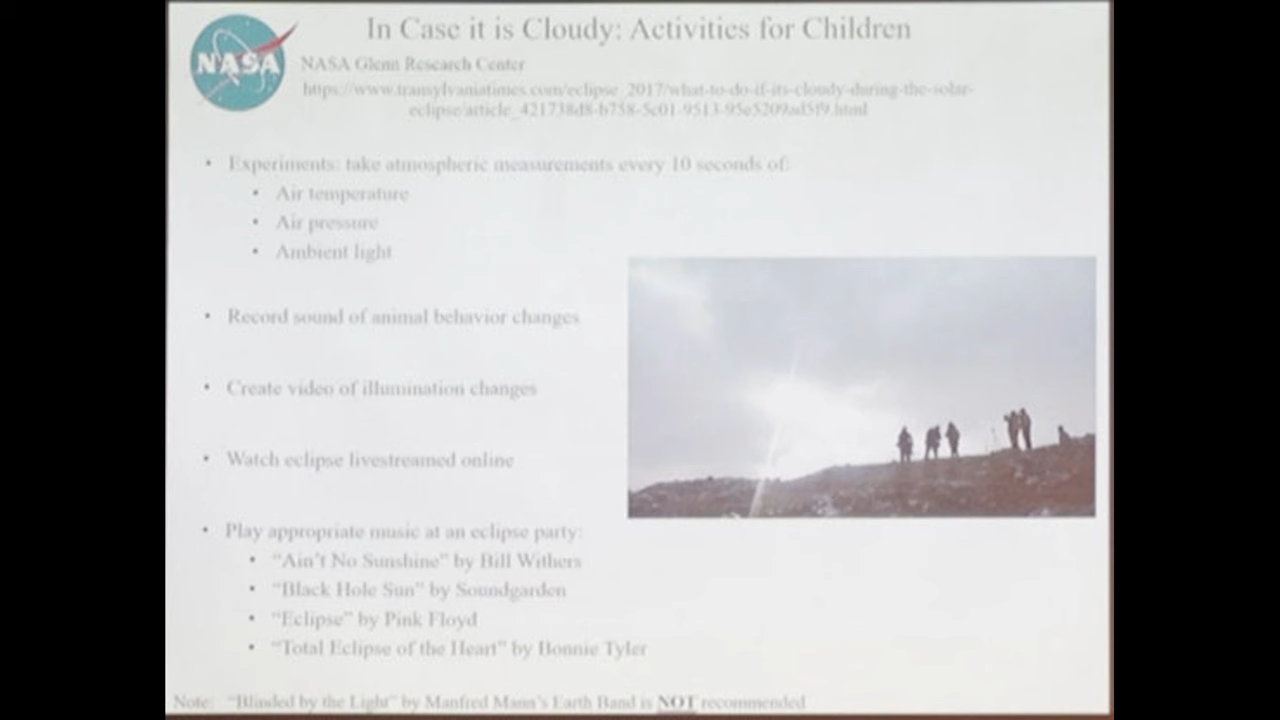 In Case it is Cloudy: Activities for Children
NASA
NASA Glenn Research Center
https://www.transylvaniatimes.com/eclipse_2017/what-to-do-if-its-cloudy-during-the-solar-
eclipse/article_421738d8-b758-5c01-9513-95e5209ad5f9.html
• Experiments: take atmospheric measurements every 10 seconds of:
• Air temperature
• Air pressure
• Ambient light
• Record sound of animal behavior changes
• Create video of illumination changes
• Watch eclipse livestreamed online
• Play appropriate music at an eclipse party:
• “Ain’t No Sunshine” by Bill Withers
• “Black Hole Sun” by Soundgarden
• “Eclipse” by Pink Floyd
• “Total Eclipse of the Heart” by Bonnie Tyler
Note: “Blinded by the Light” by Manfred Mann’s Earth Band is NOT recommended